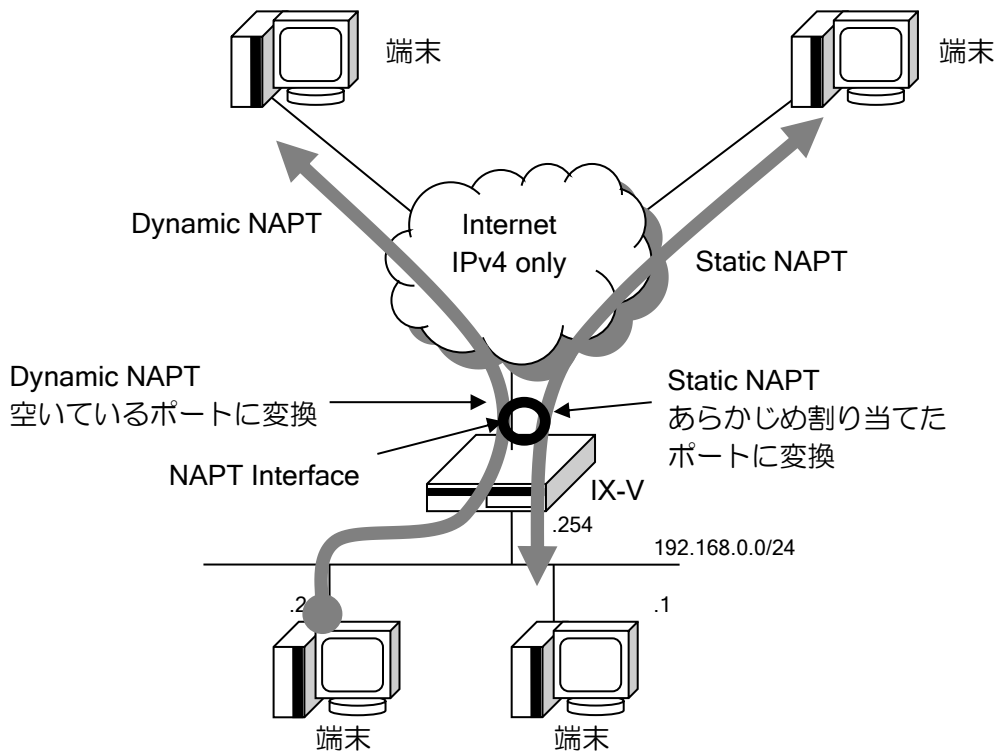 端末
端末
Dynamic NAPT
Internet
IPv4 only
Static NAPT
Dynamic NAPT
空いているポートに変換
Static NAPT
あらかじめ割り当てた
ポートに変換
NAPT Interface
IX-V
.254
192.168.0.0/24
.2
.1
端末
端末